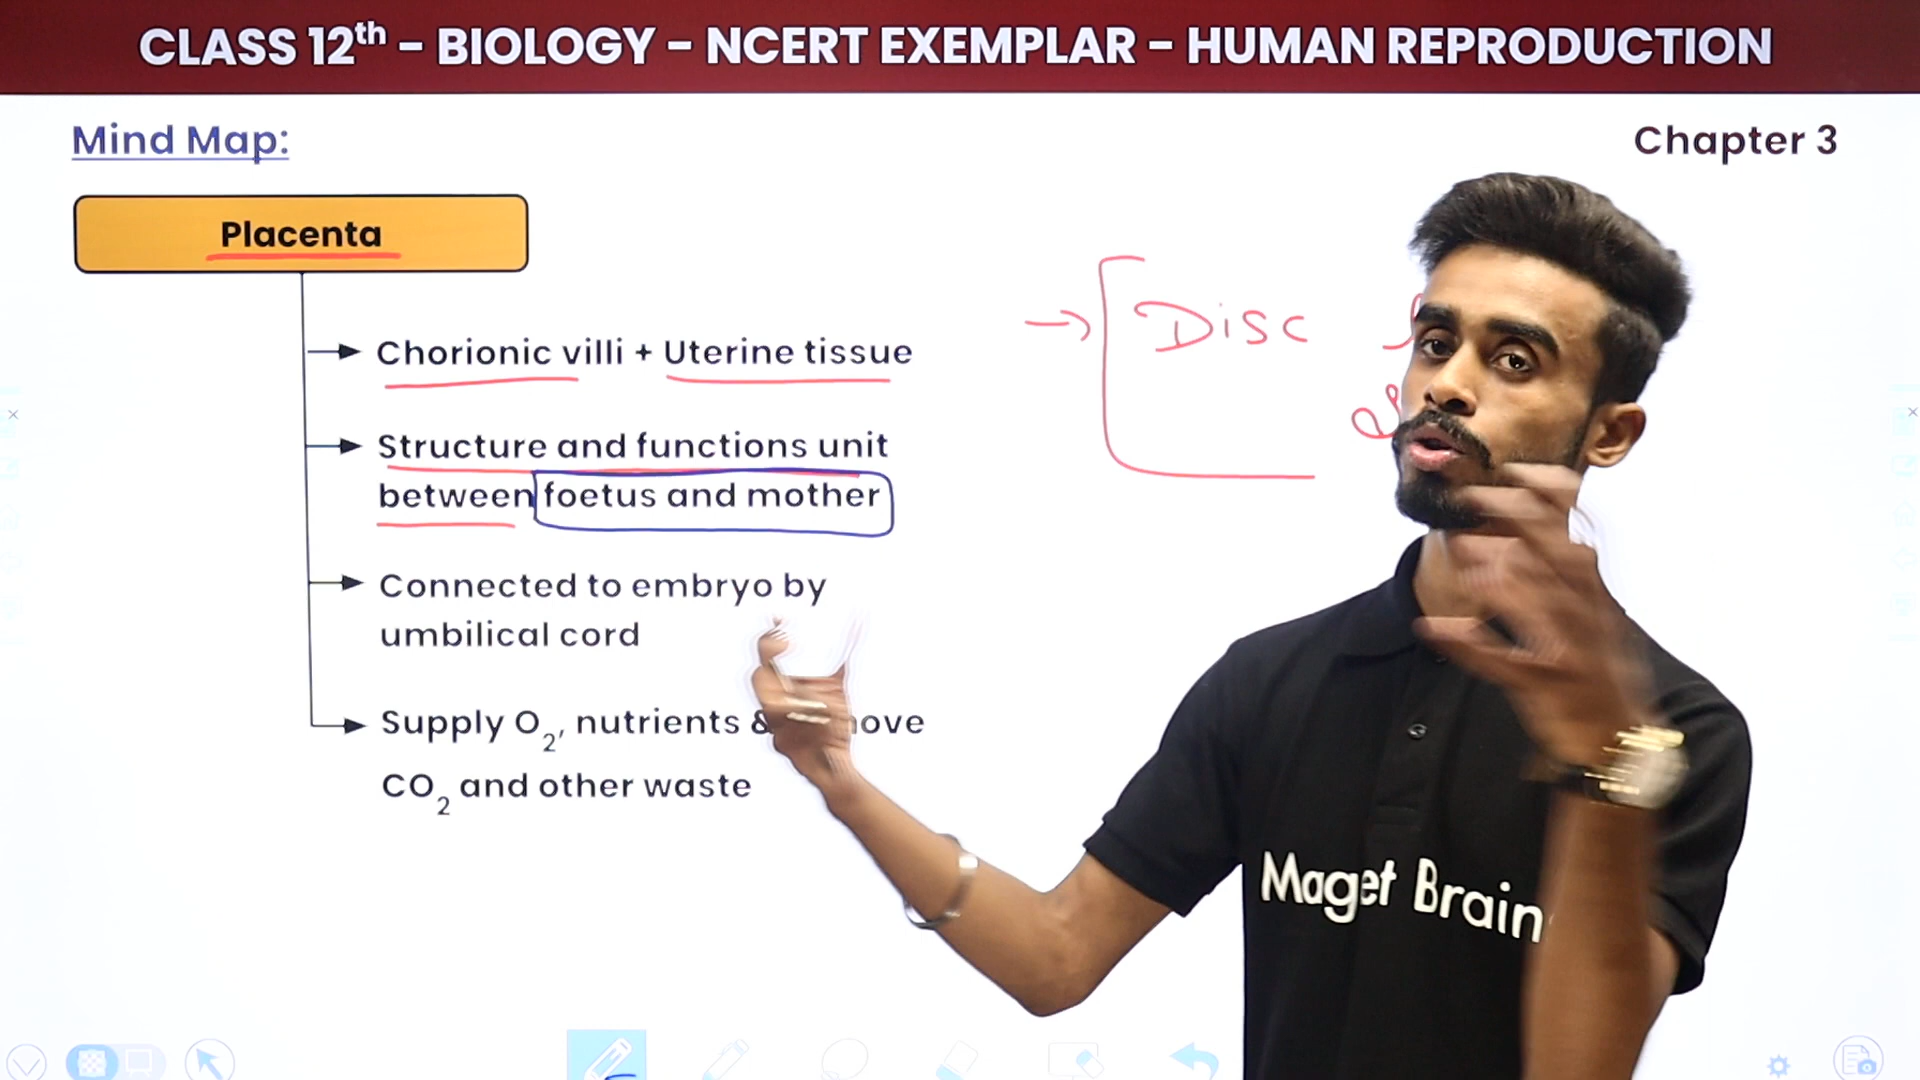 CLASS 12th – BIOLOGY – NCERT EXEMPLAR – HUMAN REPRODUCTION
Mind Map:
Chapter 3
Placenta
Chorionic villi + Uterine tissue
Structure and functions unit
between foetus and mother
Connected to embryo by
umbilical cord
Supply O2, nutrients &
CO2 and other waste
Disc
Maget Brain